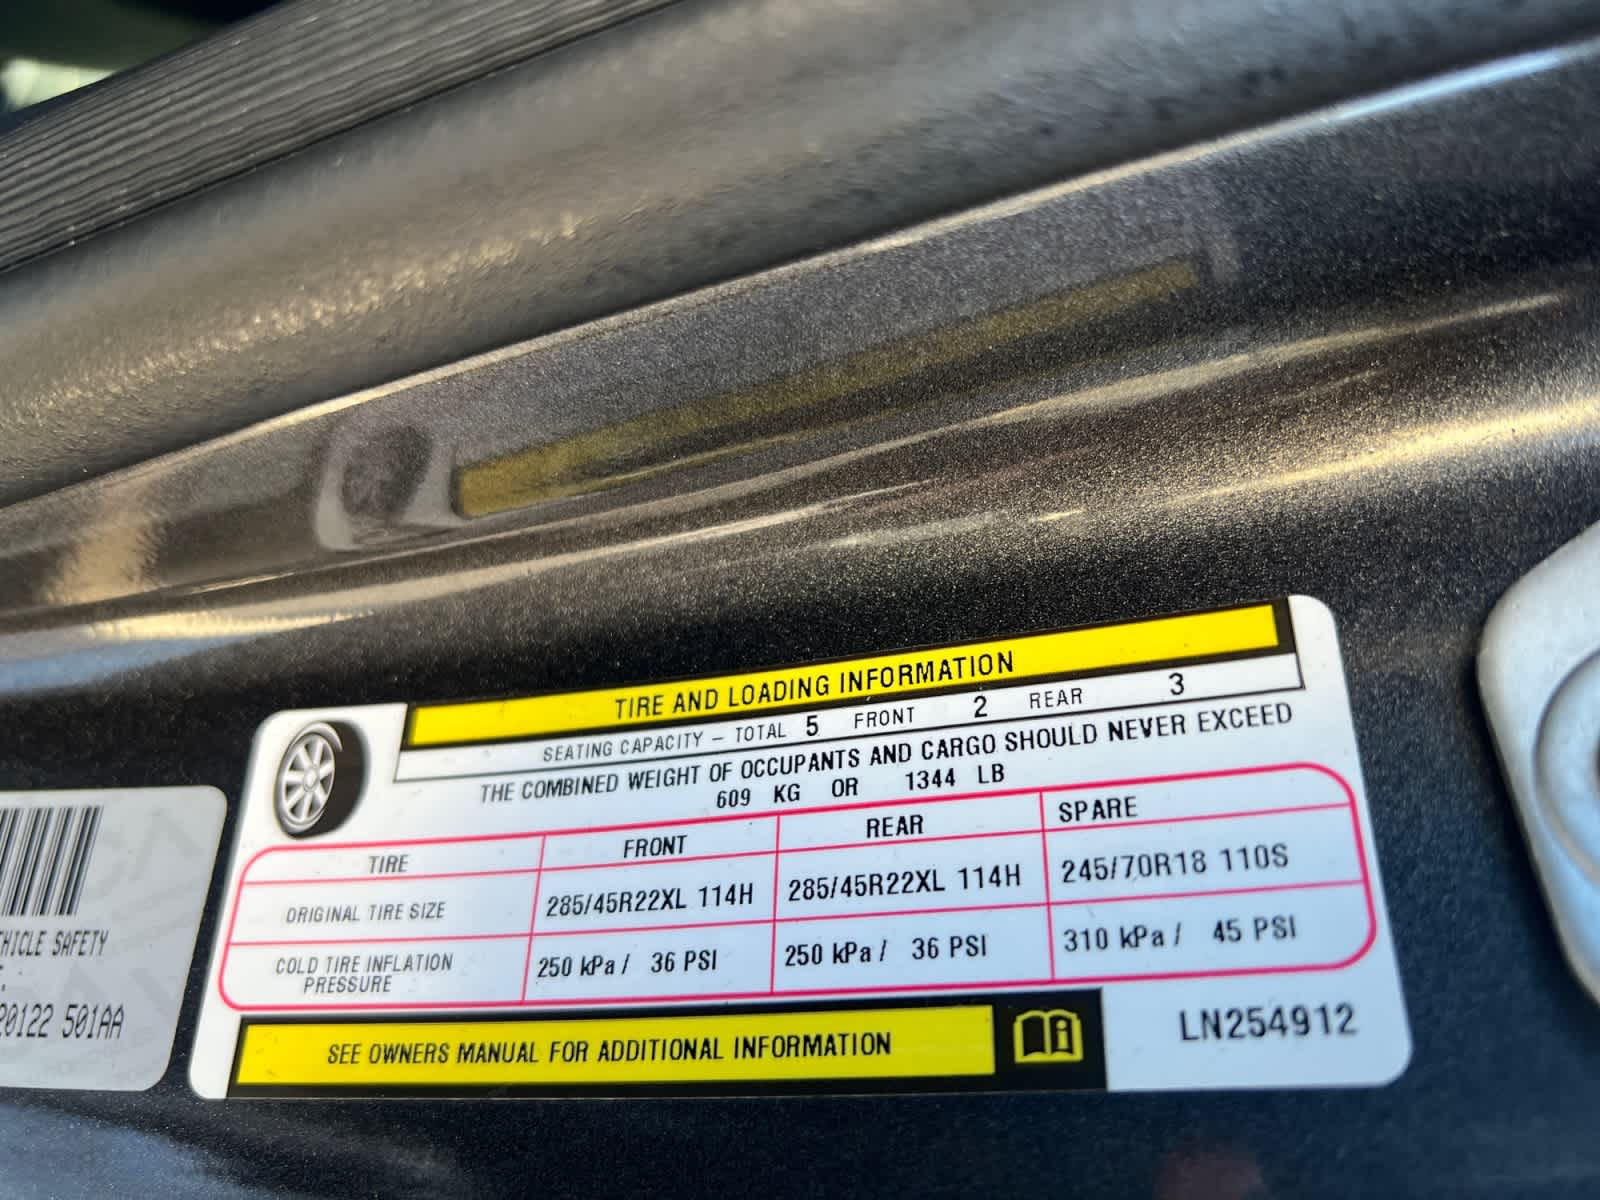 TIRE AND LOADING INFORMATION
SEATING CAPACITY – TOTAL 5 FRONT 2 REAR 3
THE COMBINED WEIGHT OF OCCUPANTS AND CARGO SHOULD NEVER EXCEED
609 KG OR 1344 LB
TIRE FRONT REAR SPARE
ORIGINAL TIRE SIZE 285/45R22XL 114H 285/45R22XL 114H 245/70R18 110S
COLD TIRE INFLATION PRESSURE 250 kPa / 36 PSI 250 kPa / 36 PSI 310 kPa / 45 PSI
SEE OWNERS MANUAL FOR ADDITIONAL INFORMATION
LN254912
SAFETY
501AA